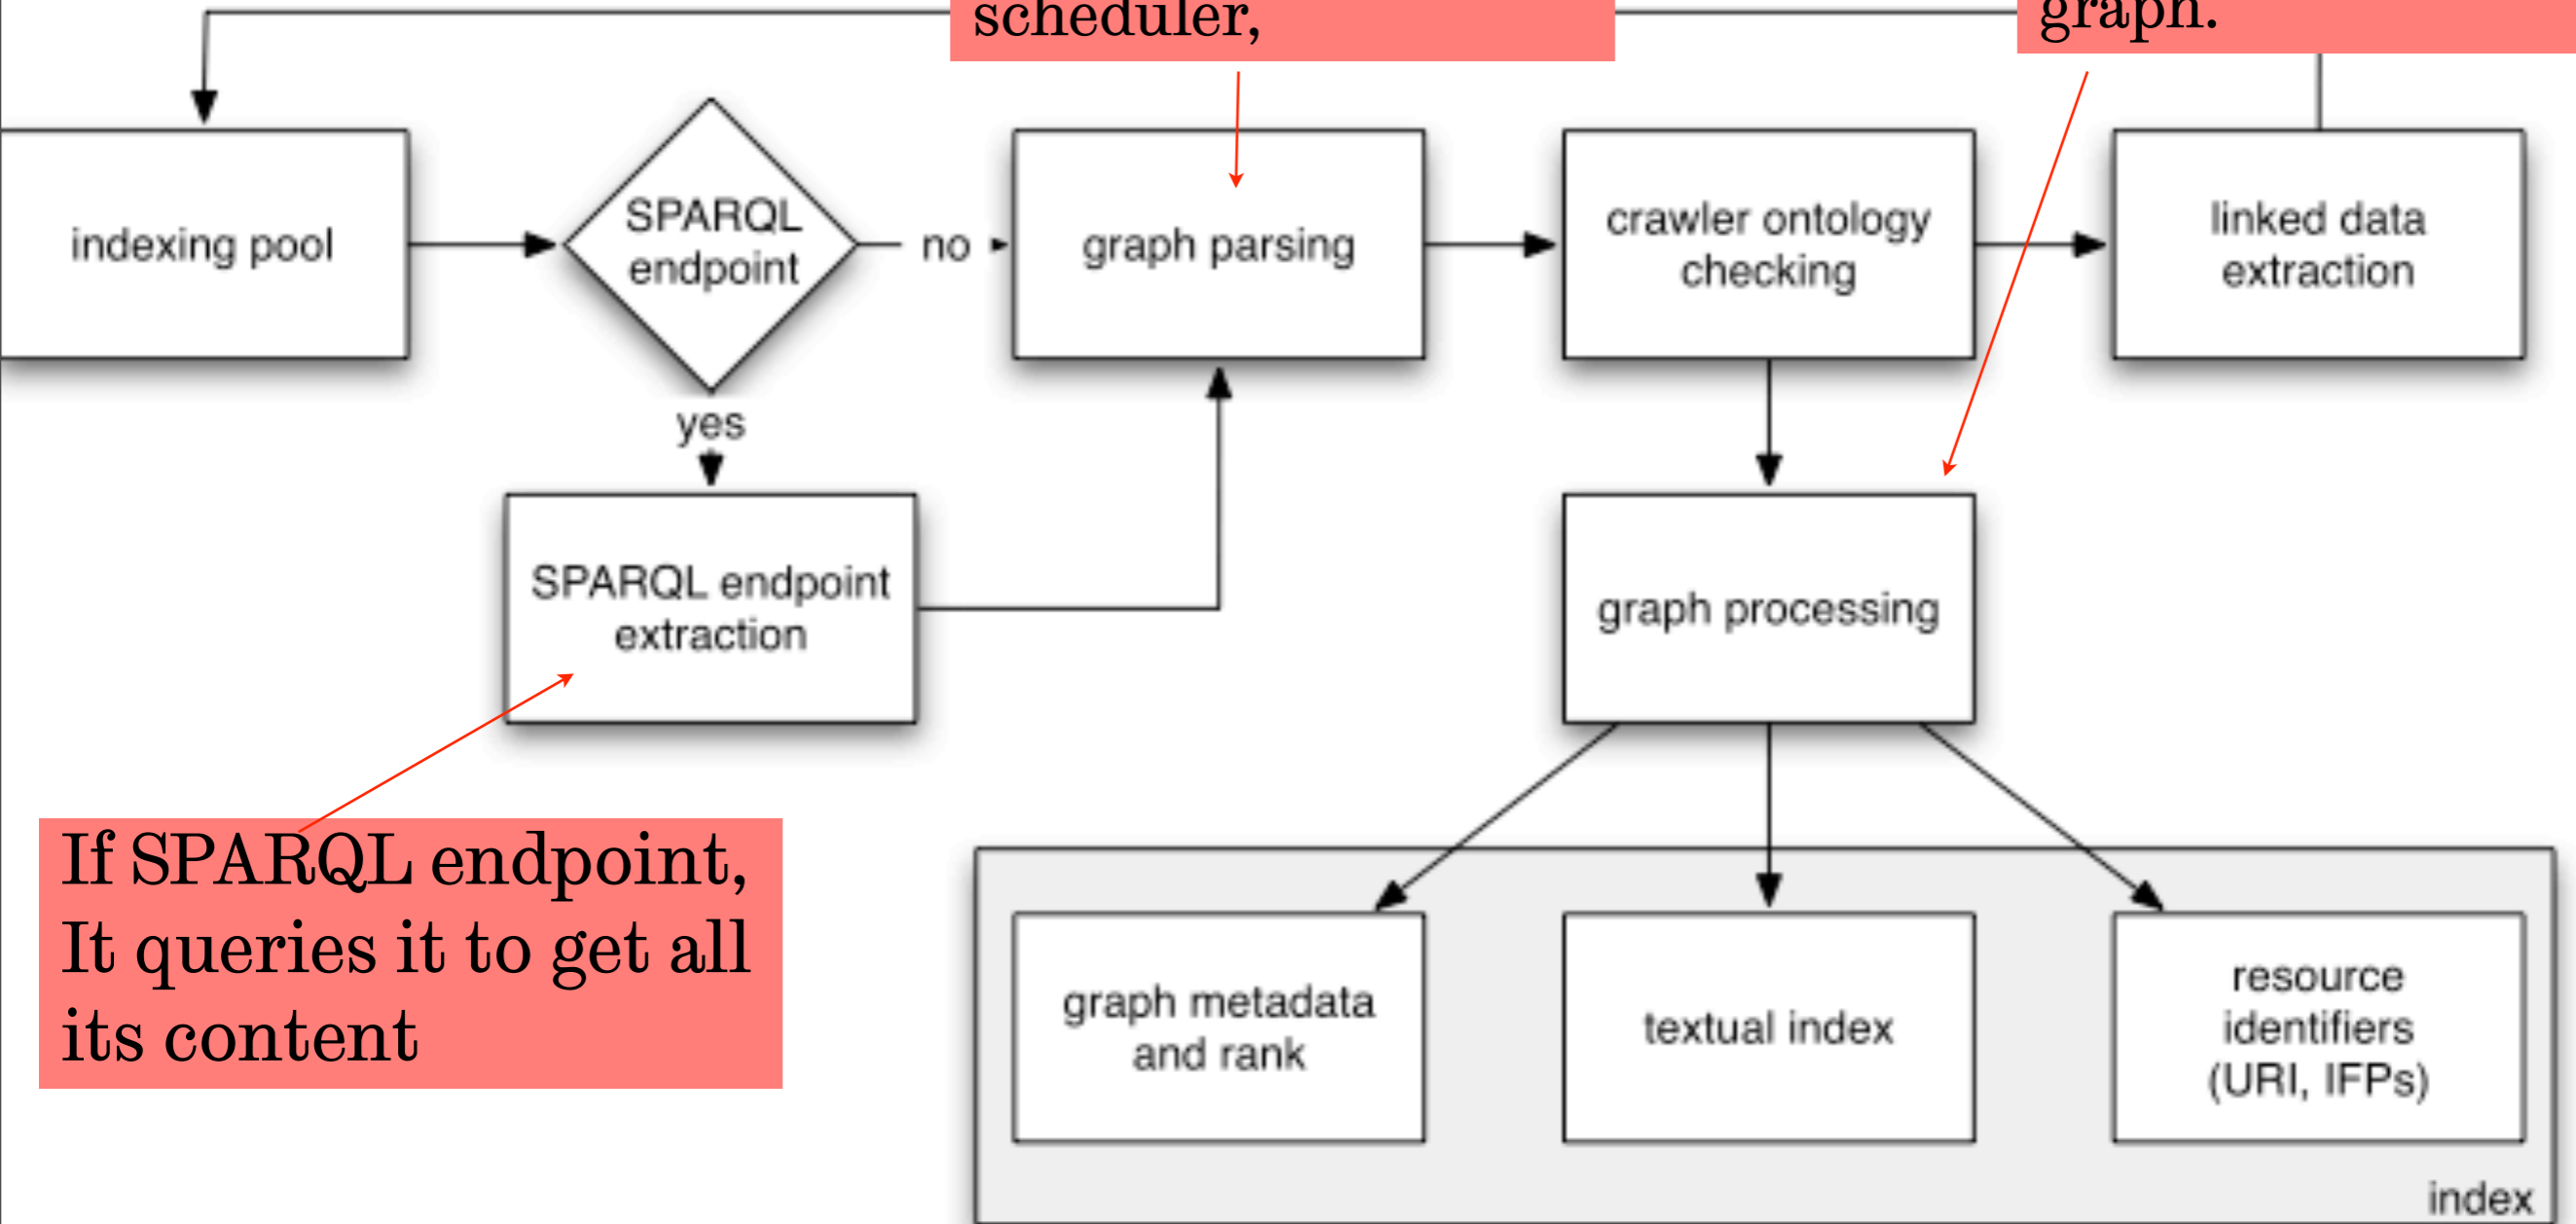 scheduler,
graph.
indexing pool
SPARQL
endpoint
no
graph parsing
crawler ontology
checking
linked data
extraction
yes
SPARQL endpoint
extraction
graph processing
If SPARQL endpoint,
It queries it to get all
its content
graph metadata
and rank
textual index
resource
identifiers
(URI, IFPs)
index